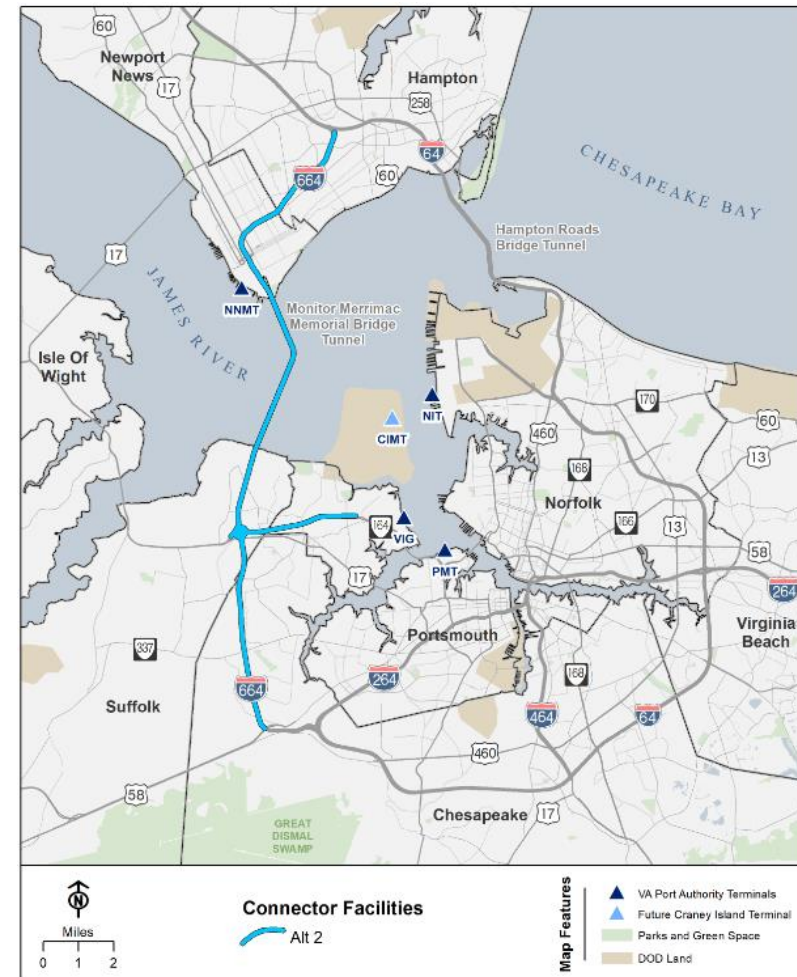 60
Newport
News
17
Hampton
258
64
664
60
CHESAPEAKE BAY
Hampton Roads
Bridge Tunnel
17
JAMES RIVER
NNMT
Monitor Merrimac
Memorial Bridge
Tunnel
Isle Of
Wight
NIT
CIMT
170
460
60
168
13
Norfolk
164
VIG
166
13
PMT
58
17
264
Portsmouth
Virginia
Beach
337
264
168
664
Suffolk
464
64
460
58
Chesapeake
17
GREAT
DISMAL
SWAMP
N
Miles
0 1 2
Connector Facilities
Alt 2
Map Features
VA Port Authority Terminals
Future Craney Island Terminal
Parks and Green Space
DOD Land